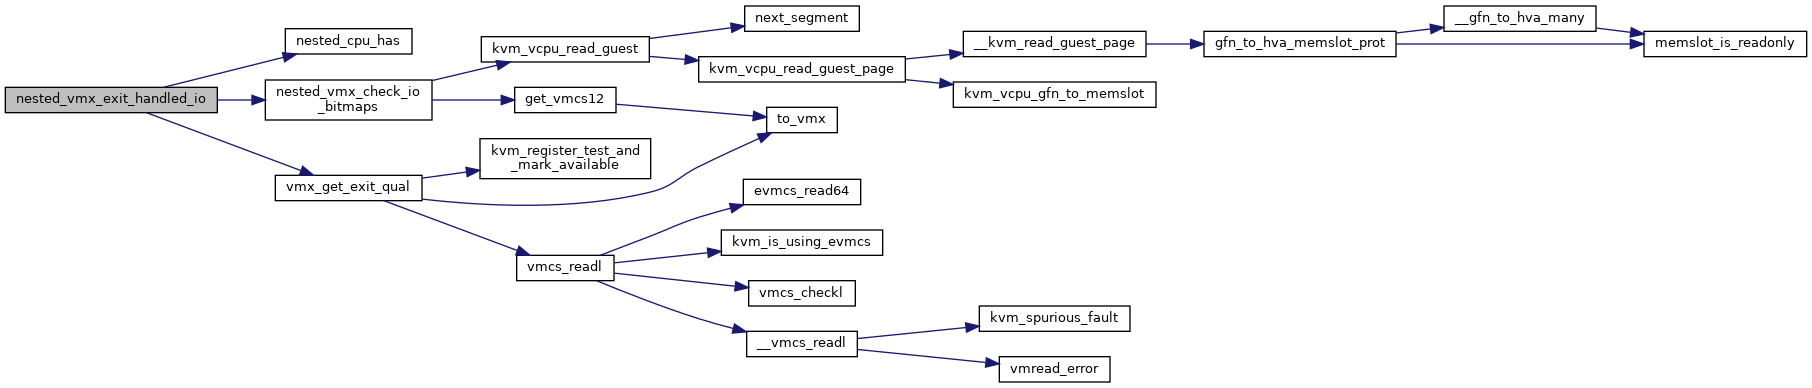 nested_vmx_exit_handled_io
nested_cpu_has
nested_vmx_check_io
_bitmaps
vmx_get_exit_qual
kvm_vcpu_read_guest
get_vmcs12
kvm_register_test_and
_mark_available
vmcs_readl
next_segment
kvm_vcpu_read_guest_page
to_vmx
evmcs_read64
kvm_is_using_evmcs
vmcs_checkl
__vmcs_readl
__kvm_read_guest_page
kvm_vcpu_gfn_to_memslot
kvm_spurious_fault
vmread_error
gfn_to_hva_memslot_prot
__gfn_to_hva_many
memslot_is_readonly